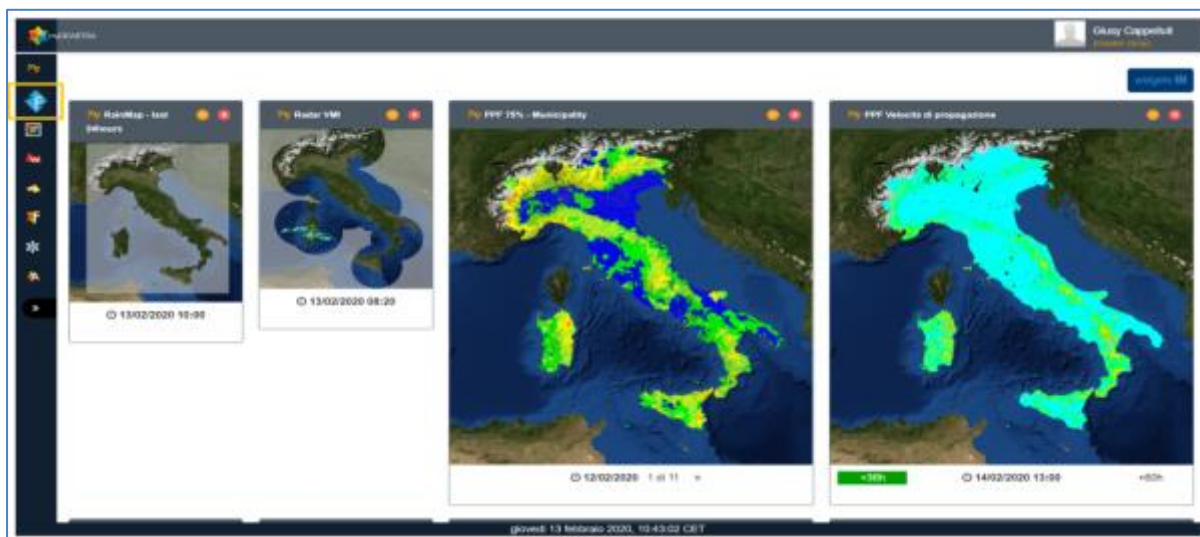 Giusy Cappelluti
widgets
RainMap - last
24hours
Radar VMI
PPF 75% - Municipality
PPF Velocità di propagazione
13/02/2020 10:00
13/02/2020 08:20
12/02/2020 1 di 11 »
+36h 14/02/2020 13:00 +60h
giovedì 13 febbraio 2020, 10:43:02 CET